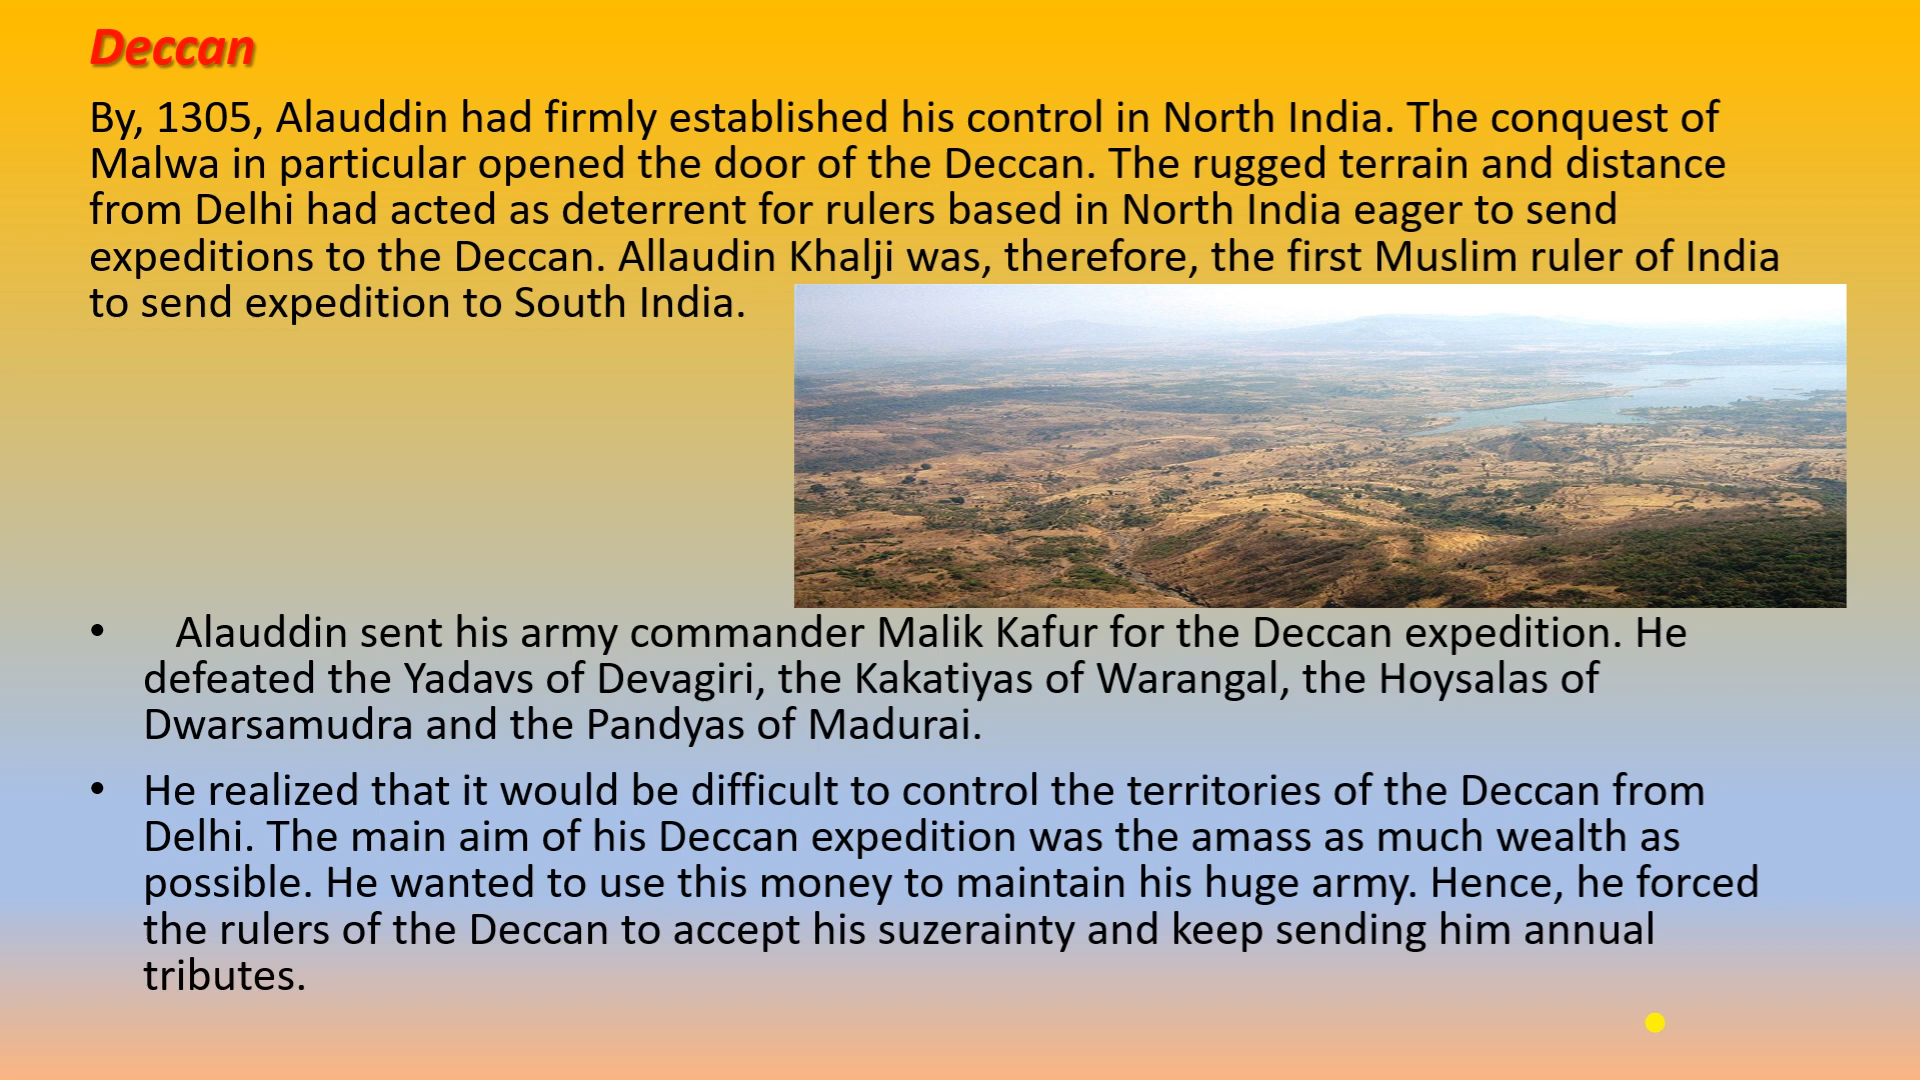 Deccan
By, 1305, Alauddin had firmly established his control in North India. The conquest of
Malwa in particular opened the door of the Deccan. The rugged terrain and distance
from Delhi had acted as deterrent for rulers based in North India eager to send
expeditions to the Deccan. Allaudin Khalji was, therefore, the first Muslim ruler of India
to send expedition to South India.
• Alauddin sent his army commander Malik Kafur for the Deccan expedition. He
defeated the Yadavs of Devagiri, the Kakatiyas of Warangal, the Hoysalas of
Dwarsamudra and the Pandyas of Madurai.
• He realized that it would be difficult to control the territories of the Deccan from
Delhi. The main aim of his Deccan expedition was the amass as much wealth as
possible. He wanted to use this money to maintain his huge army. Hence, he forced
the rulers of the Deccan to accept his suzerainty and keep sending him annual
tributes.